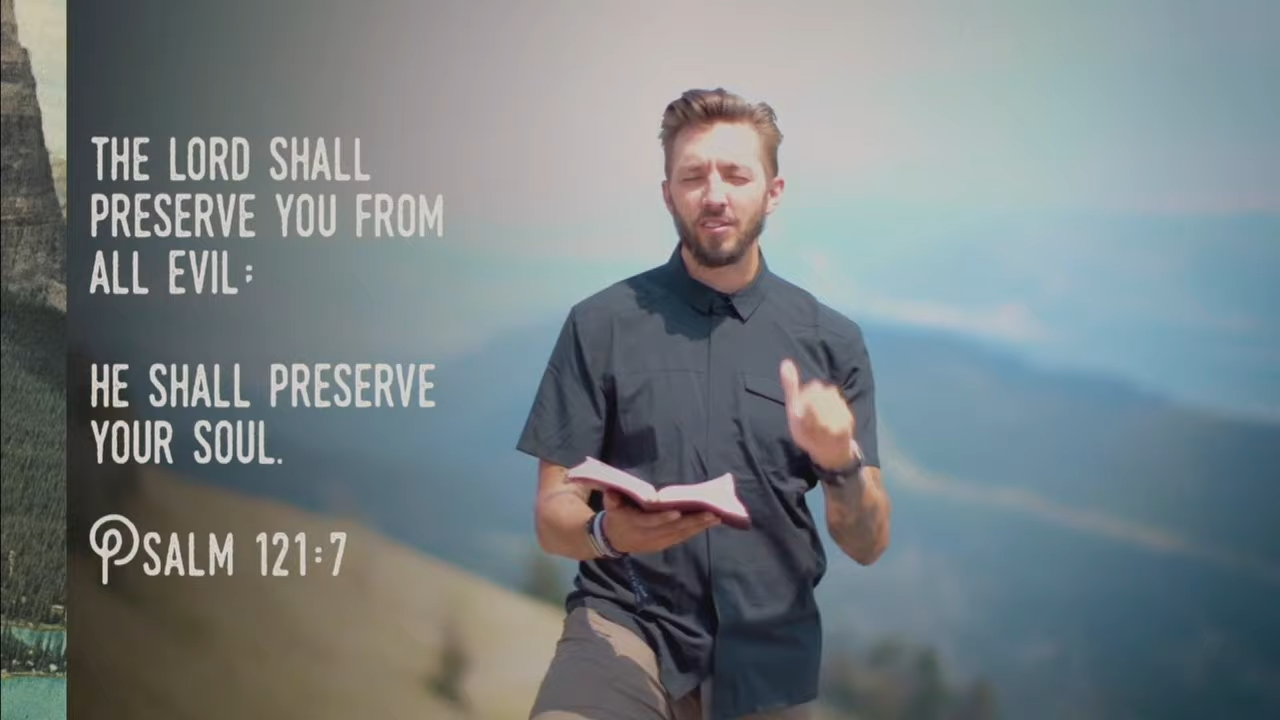 THE LORD SHALL
PRESERVE YOU FROM
ALL EVIL:
HE SHALL PRESERVE
YOUR SOUL.
PSALM 121:7